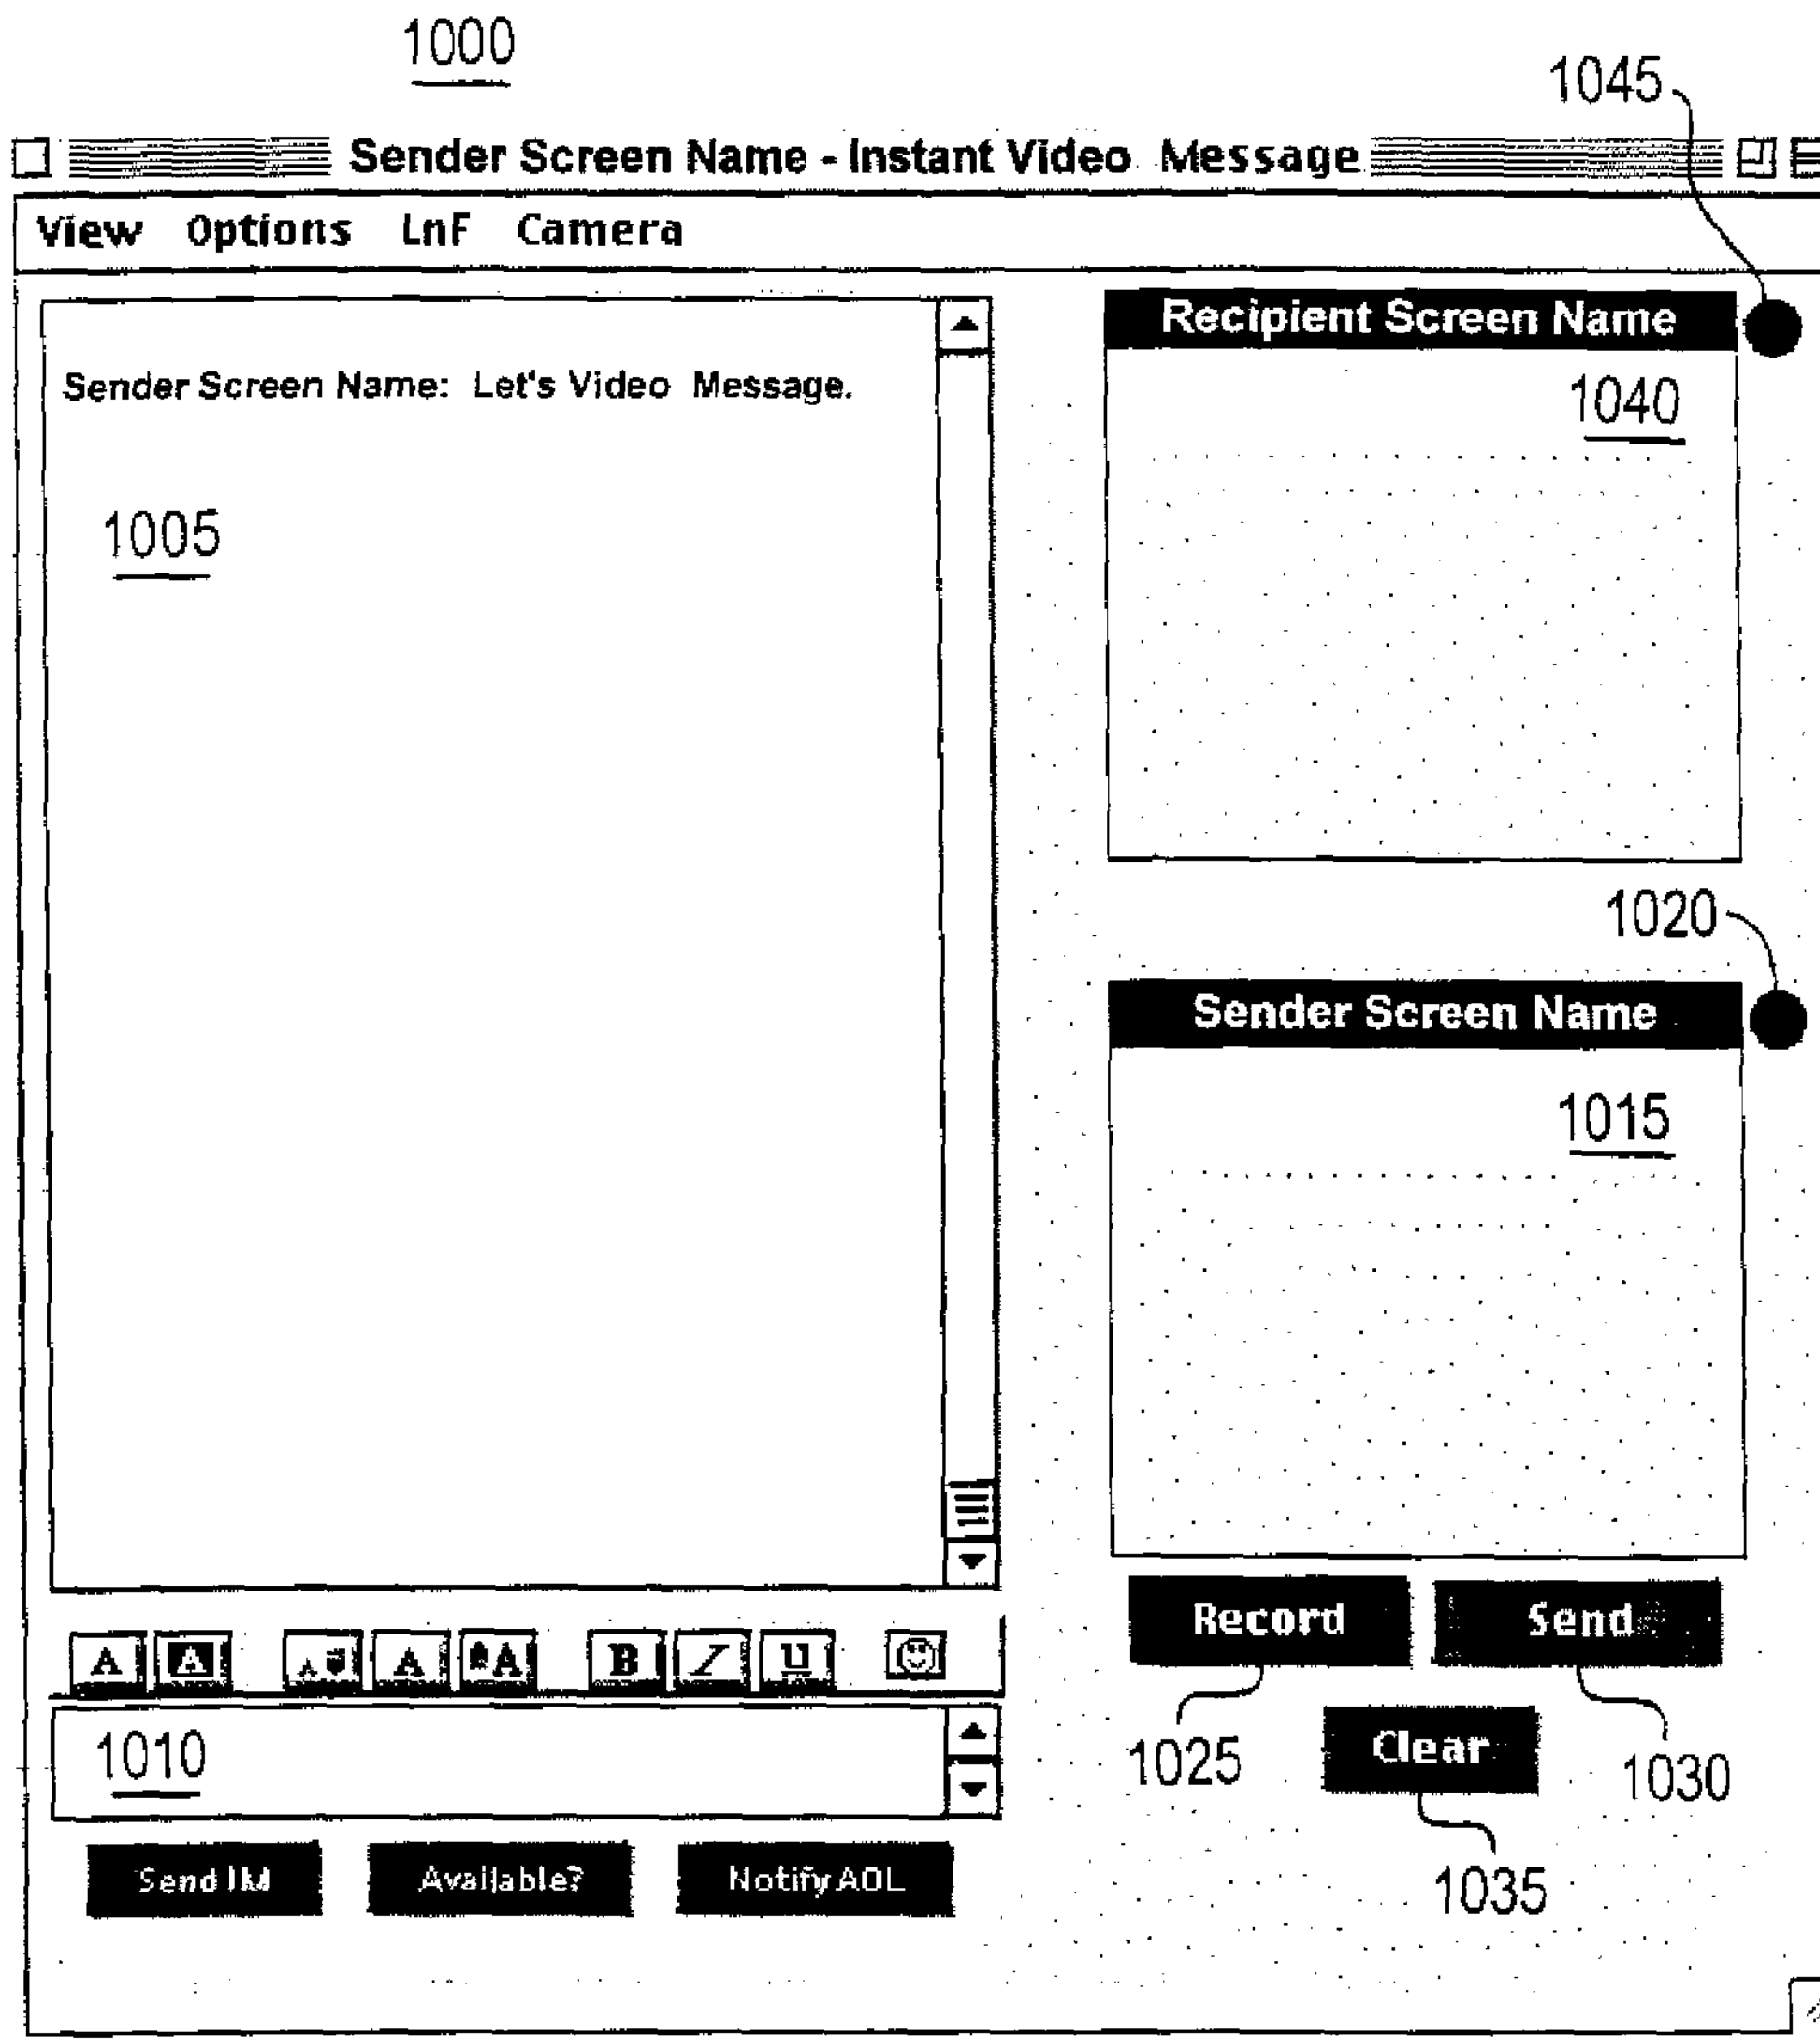 1000
1045
Sender Screen Name - Instant Video Message
View Options LnF Camera
Sender Screen Name: Let's Video Message.
1005
Recipient Screen Name
1040
1020
Sender Screen Name
1015
Record Send
1025
1030
Clear
1035
A A A A A B I U
1010
Send IM Available? Notify AOL